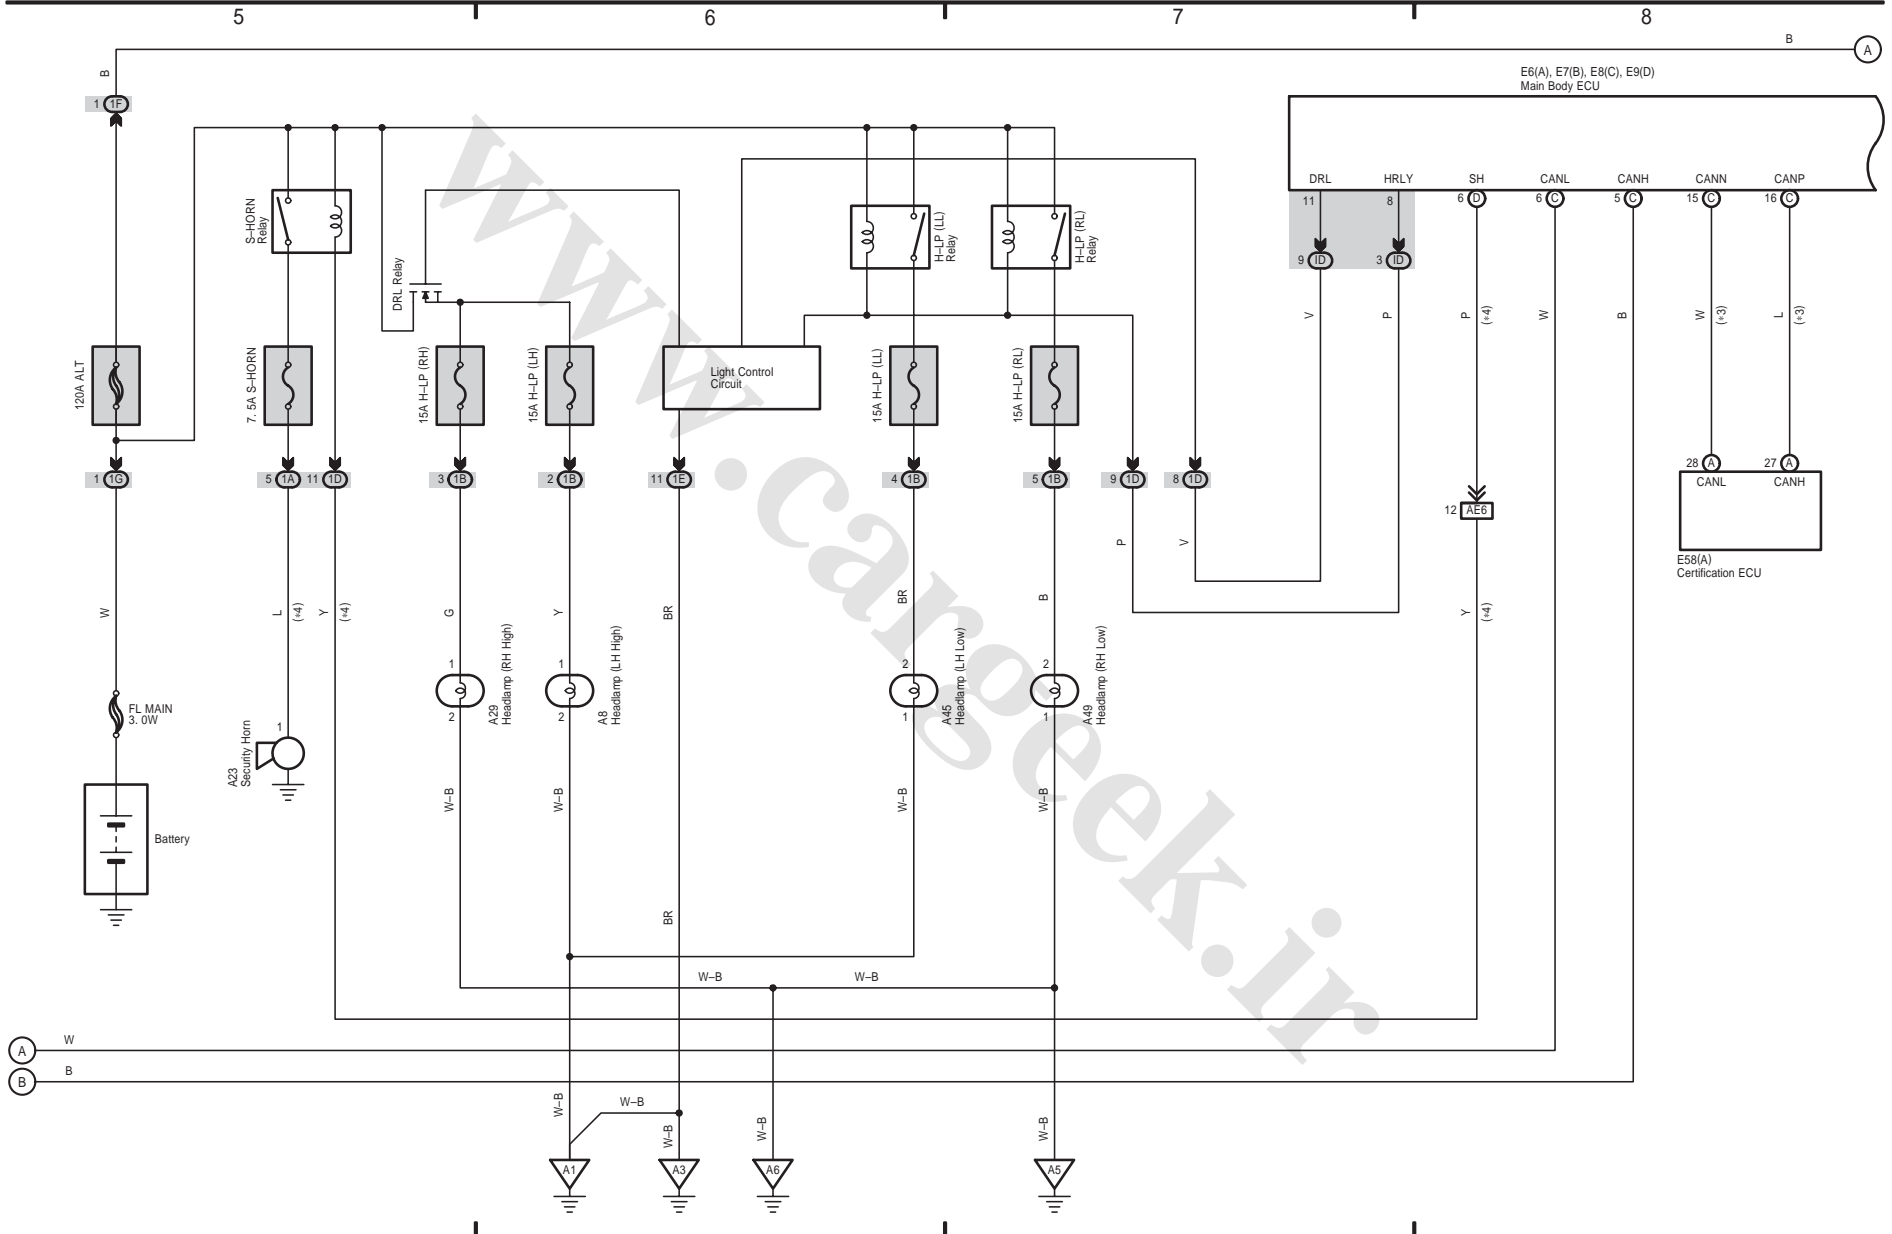 5
6
7
8
B
A
E6(A), E7(B), E8(C), E9(D)
Main Body ECU
B
1 1F
DRL
HRLY
SH
CANL
CANH
CANN
CANP
11
8
6 D
6 C
5 C
15 C
16 C
S–HORN
Relay
H–LP (LL)
Relay
H–LP (RL)
Relay
9 ID
3 ID
DRL Relay
V
P
P
(∗4)
W
B
W
(∗3)
L
(∗3)
120A ALT
7. 5A S–HORN
15A H–LP (RH)
15A H–LP (LH)
Light Control
Circuit
15A H–LP (LL)
15A H–LP (RL)
1 1G
5 1A
11 1D
3 1B
2 1B
11 1E
4 1B
5 1B
9 1D
8 1D
28 A
27 A
CANL
CANH
12 AE6
P
V
E58(A)
Certification ECU
W
L
(∗4)
Y
(∗4)
G
Y
BR
BR
B
Y
(∗4)
1
1
2
2
A29
Headlamp (RH High)
A8
Headlamp (LH High)
A45
Headlamp (LH Low)
A49
Headlamp (RH Low)
2
2
1
1
FL MAIN
3. 0W
1
A23
Security Horn
W–B
W–B
W–B
W–B
Battery
BR
W–B
W–B
A
W
B
B
W–B
W–B
W–B
W–B
W–B
A1
A3
A6
A5
www.cargeek.ir